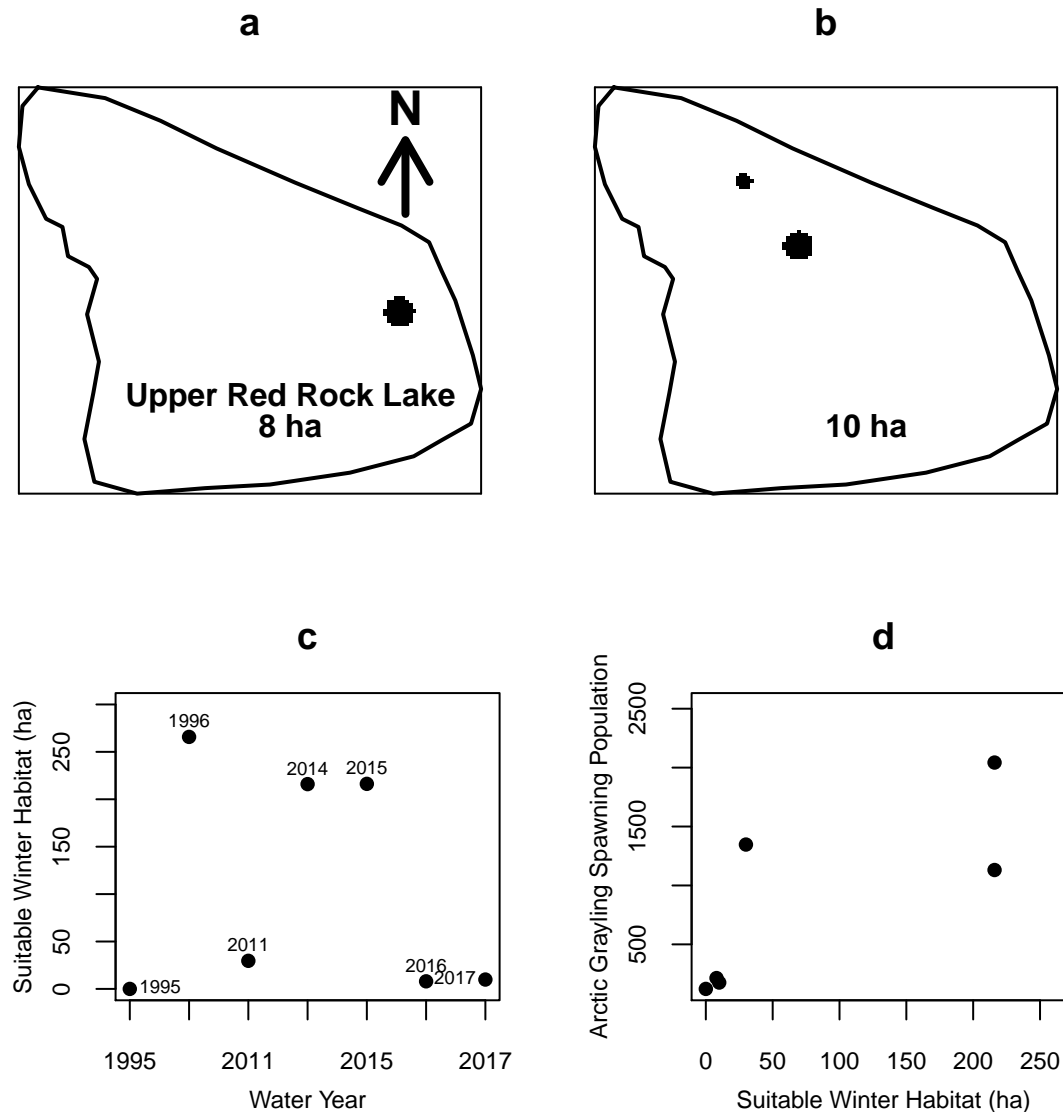 a
b
N
Upper Red Rock Lake
8 ha
10 ha
c
Suitable Winter Habitat (ha)
0
50
150
250
1995
1996
2011
2014
2015
2016
2017
1995
2011
2015
2017
Water Year
d
Arctic Grayling Spawning Population
500
1500
2500
0
50
100
150
200
250
Suitable Winter Habitat (ha)